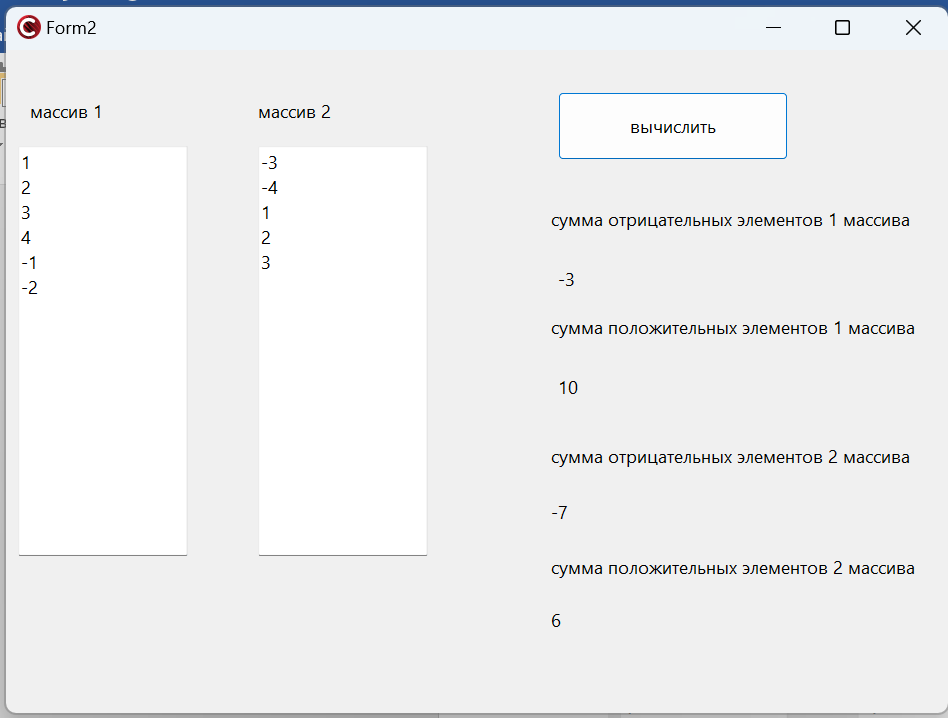 Form2
массив 1
массив 2
вычислить
1
2
3
4
-1
-2
-3
-4
1
2
3
сумма отрицательных элементов 1 массива
-3
сумма положительных элементов 1 массива
10
сумма отрицательных элементов 2 массива
-7
сумма положительных элементов 2 массива
6